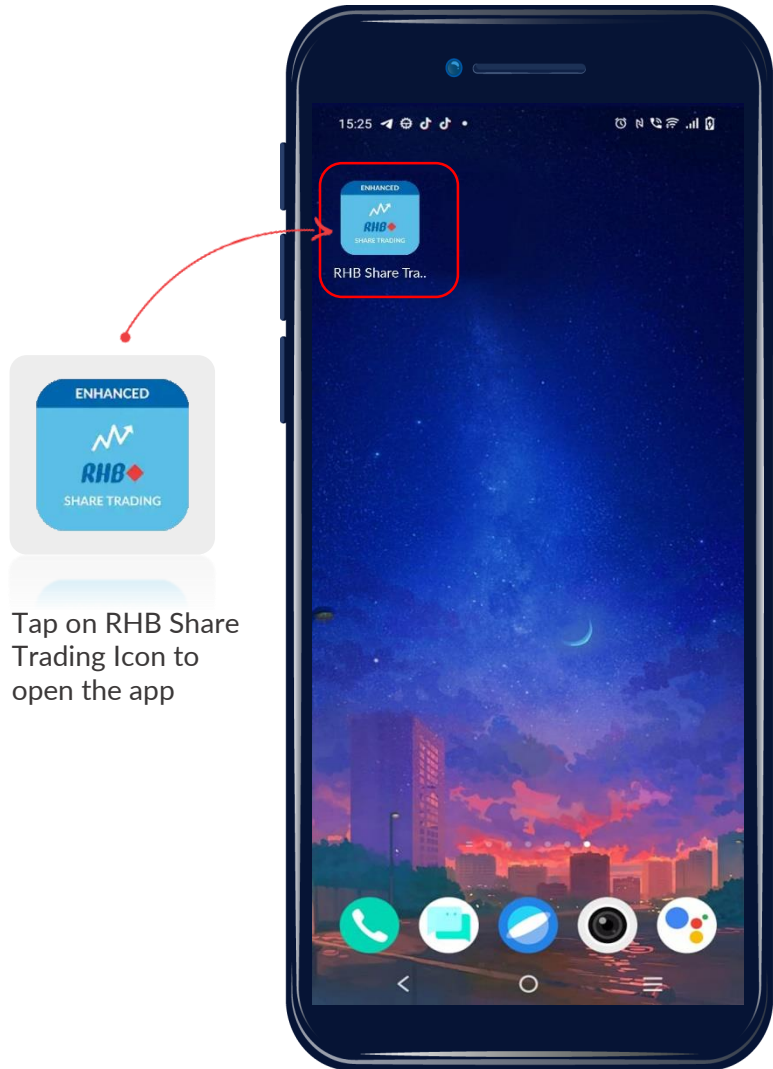 15:25
ENHANCED
RHB
SHARE TRADING
RHB Share Tra..
ENHANCED
RHB
SHARE TRADING
Tap on RHB Share
Trading Icon to
open the app